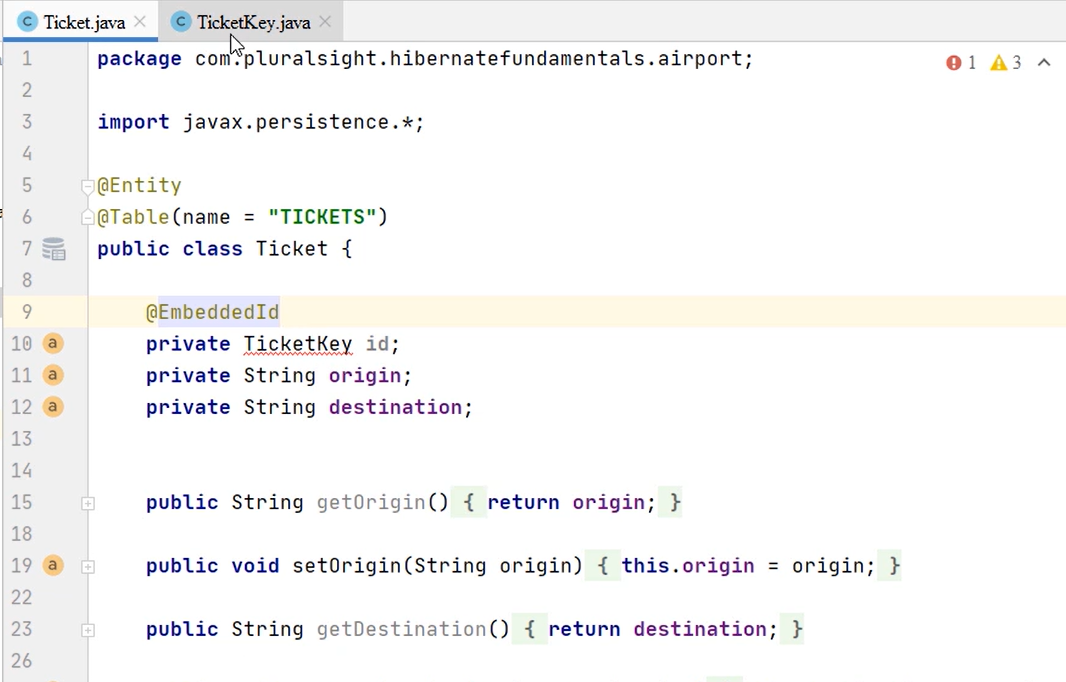 Ticket.java TicketKey.java
1 package com.pluralsight.hibernatefundamentals.airport; 1 3
2
3 import javax.persistence.*;
4
5 @Entity
6 @Table(name = "TICKETS")
7 public class Ticket {
8
9 @EmbeddedId
10 private TicketKey id;
11 private String origin;
12 private String destination;
13
14
15 public String getOrigin() { return origin; }
18
19 public void setOrigin(String origin) { this.origin = origin; }
22
23 public String getDestination() { return destination; }
26